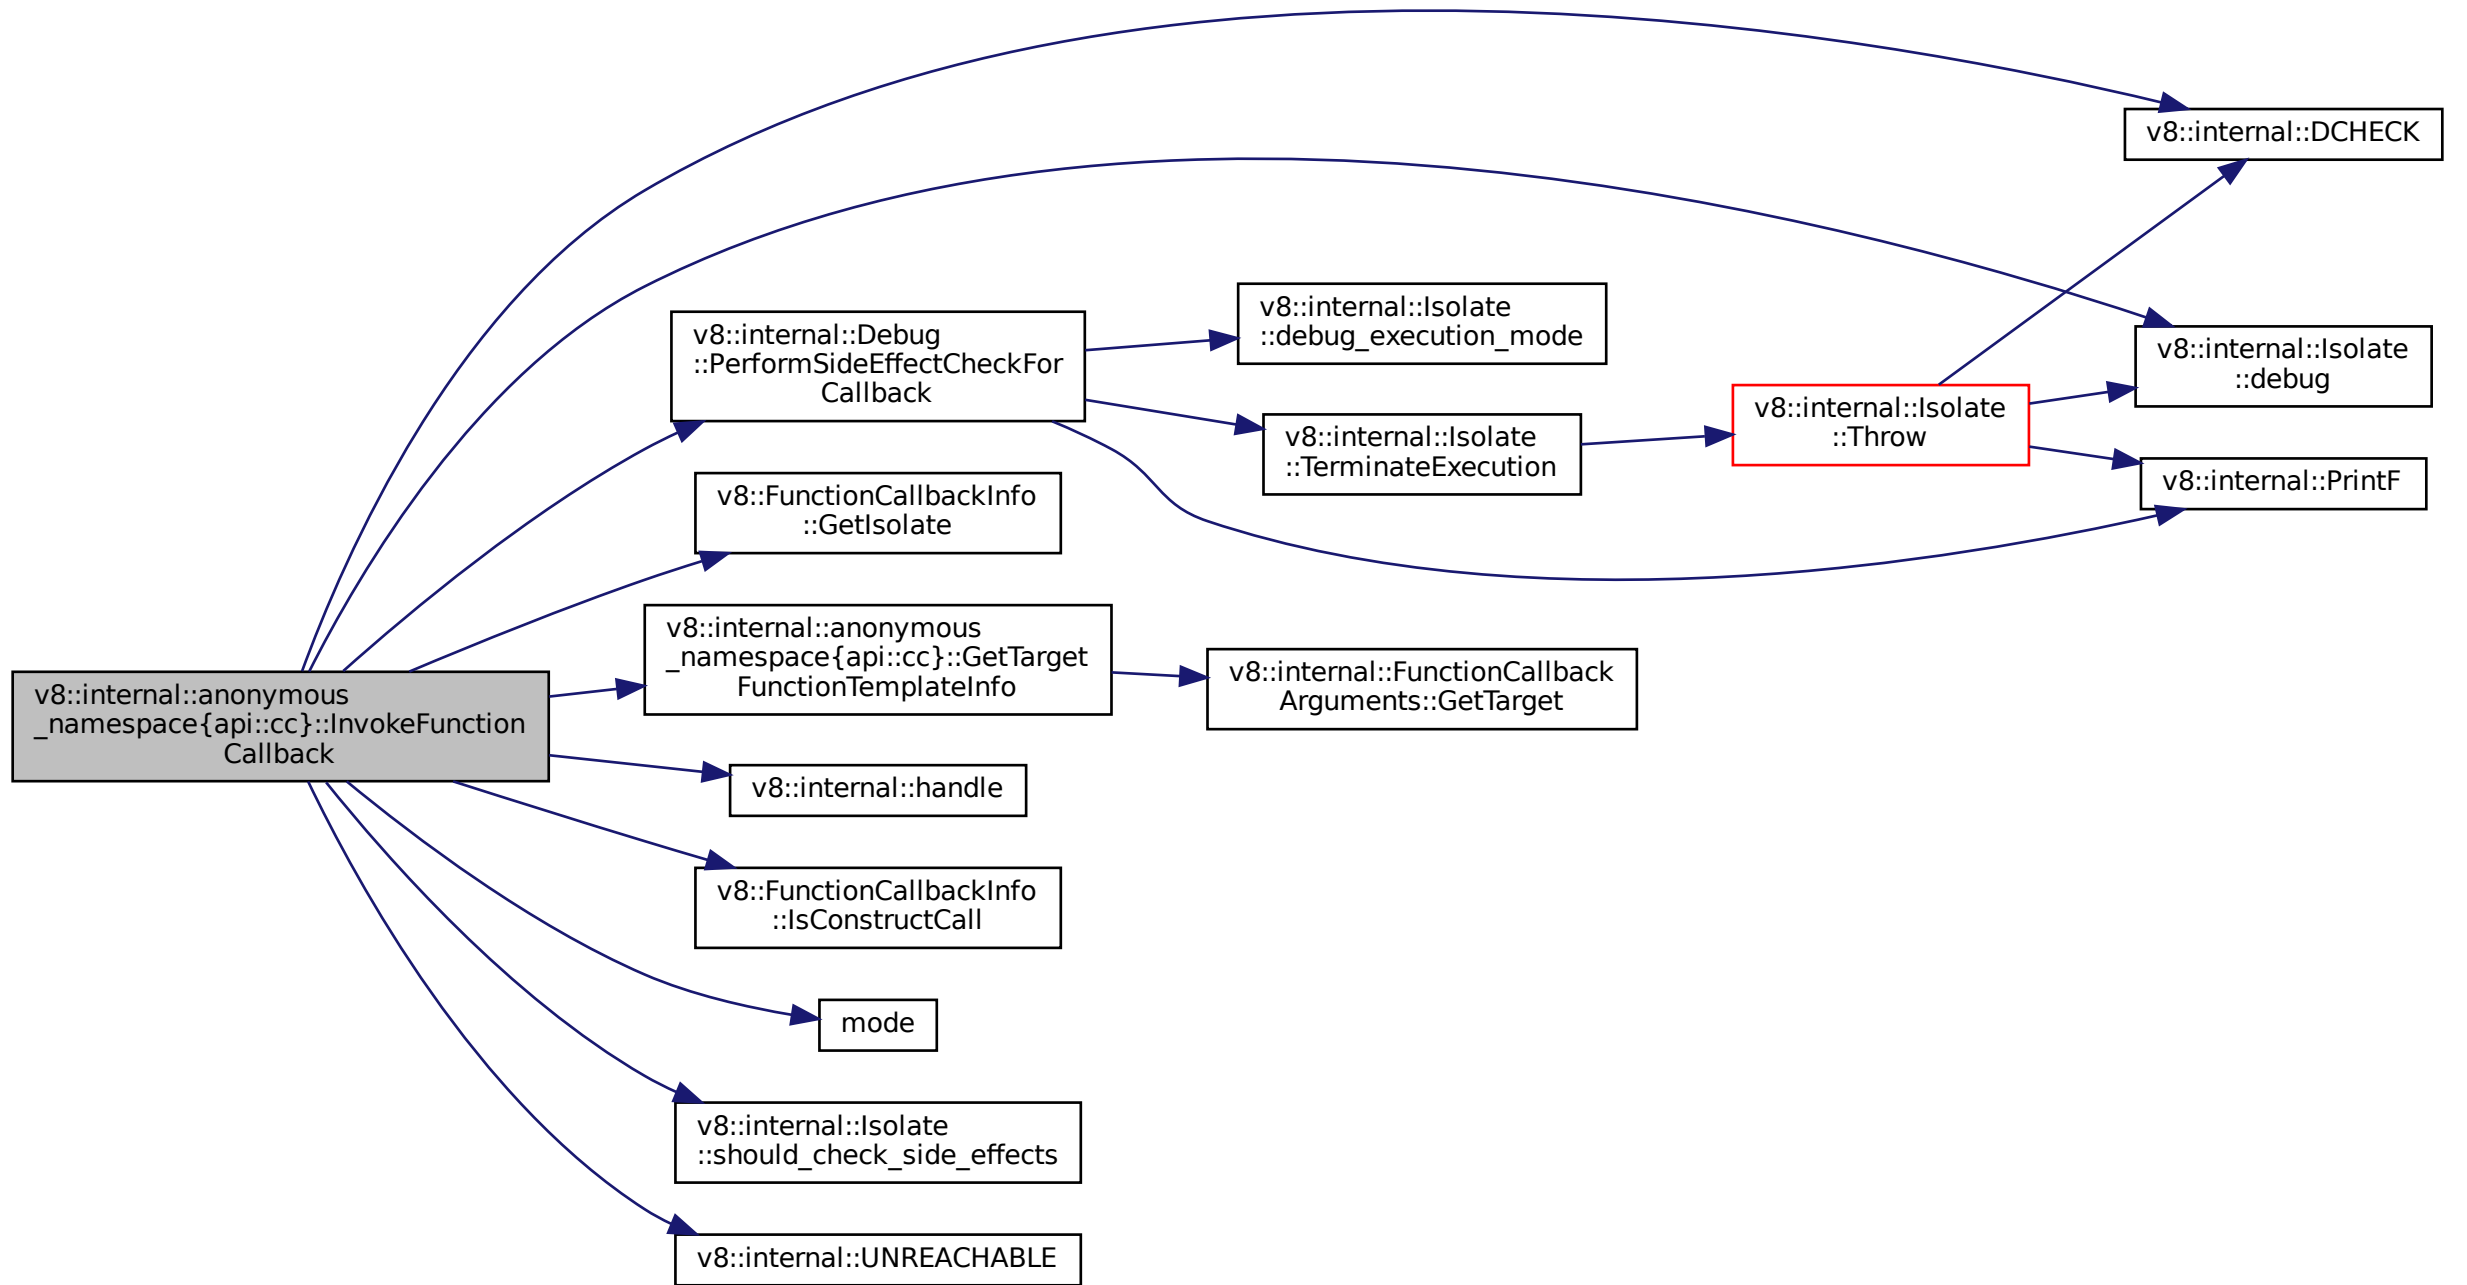 v8::internal::anonymous
_namespace{api::cc}::InvokeFunction
Callback
v8::internal::DCHECK
v8::internal::Isolate
::debug
v8::internal::Debug
::PerformSideEffectCheckFor
Callback
v8::internal::Isolate
::debug_execution_mode
v8::internal::Isolate
::TerminateExecution
v8::internal::Isolate
::Throw
v8::internal::PrintF
v8::FunctionCallbackInfo
::GetIsolate
v8::internal::anonymous
_namespace{api::cc}::GetTarget
FunctionTemplateInfo
v8::internal::FunctionCallback
Arguments::GetTarget
v8::internal::handle
v8::FunctionCallbackInfo
::IsConstructCall
mode
v8::internal::Isolate
::should_check_side_effects
v8::internal::UNREACHABLE